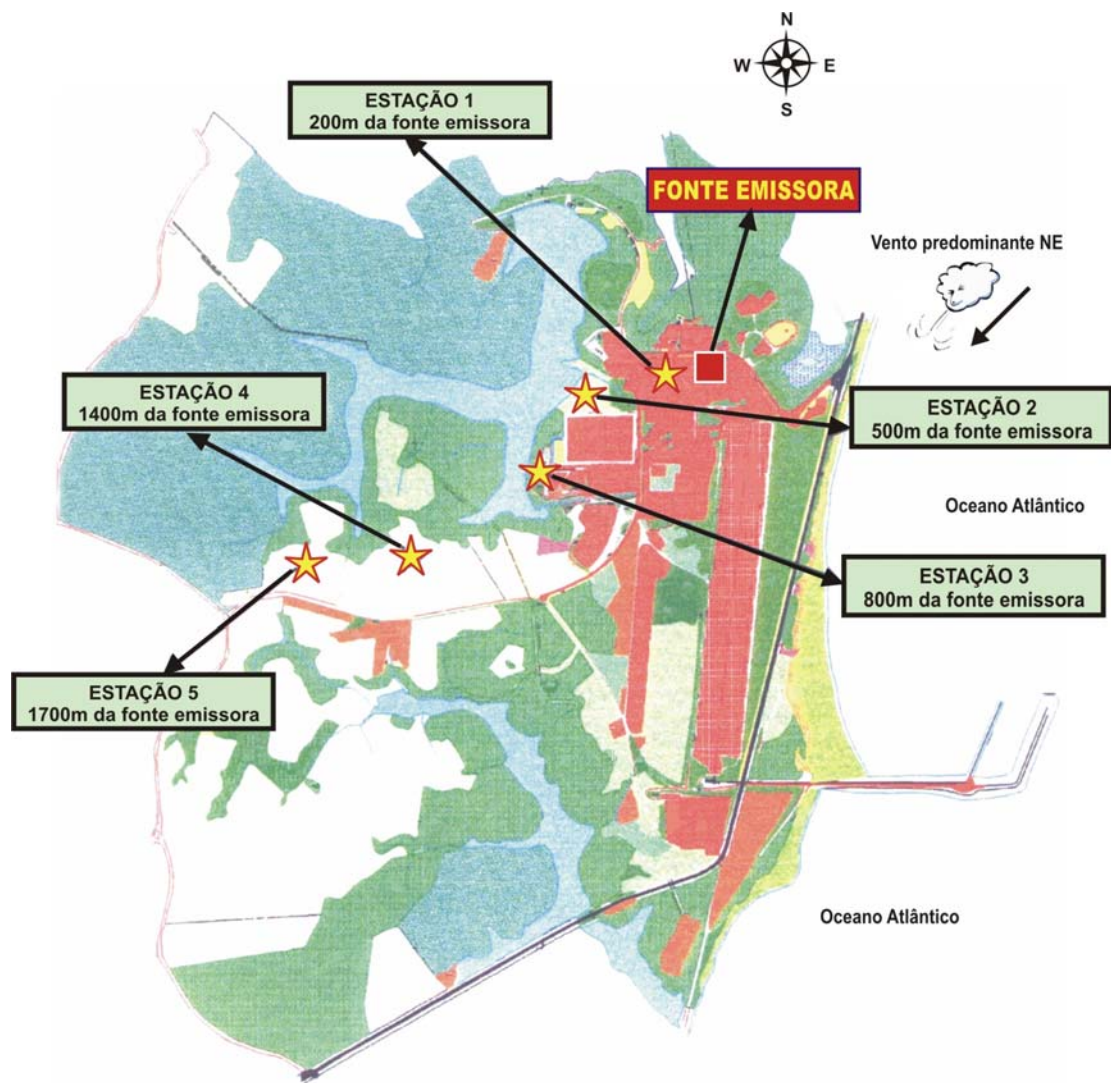 N
W E
S
ESTAÇÃO 1
200m da fonte emissora
FONTE EMISSORA
Vento predominante NE
ESTAÇÃO 4
1400m da fonte emissora
ESTAÇÃO 2
500m da fonte emissora
Oceano Atlântico
ESTAÇÃO 3
800m da fonte emissora
ESTAÇÃO 5
1700m da fonte emissora
Oceano Atlântico